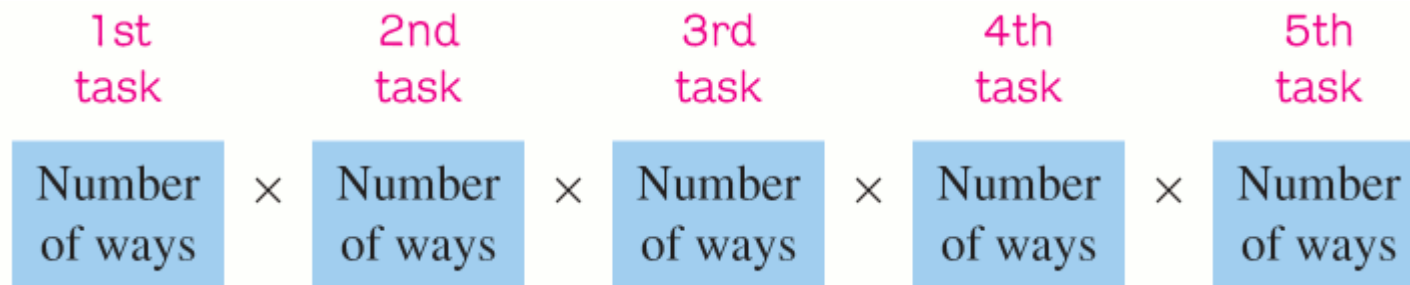 1st 2nd 3rd 4th 5th
task task task task task
Number × Number × Number × Number × Number
of ways of ways of ways of ways of ways